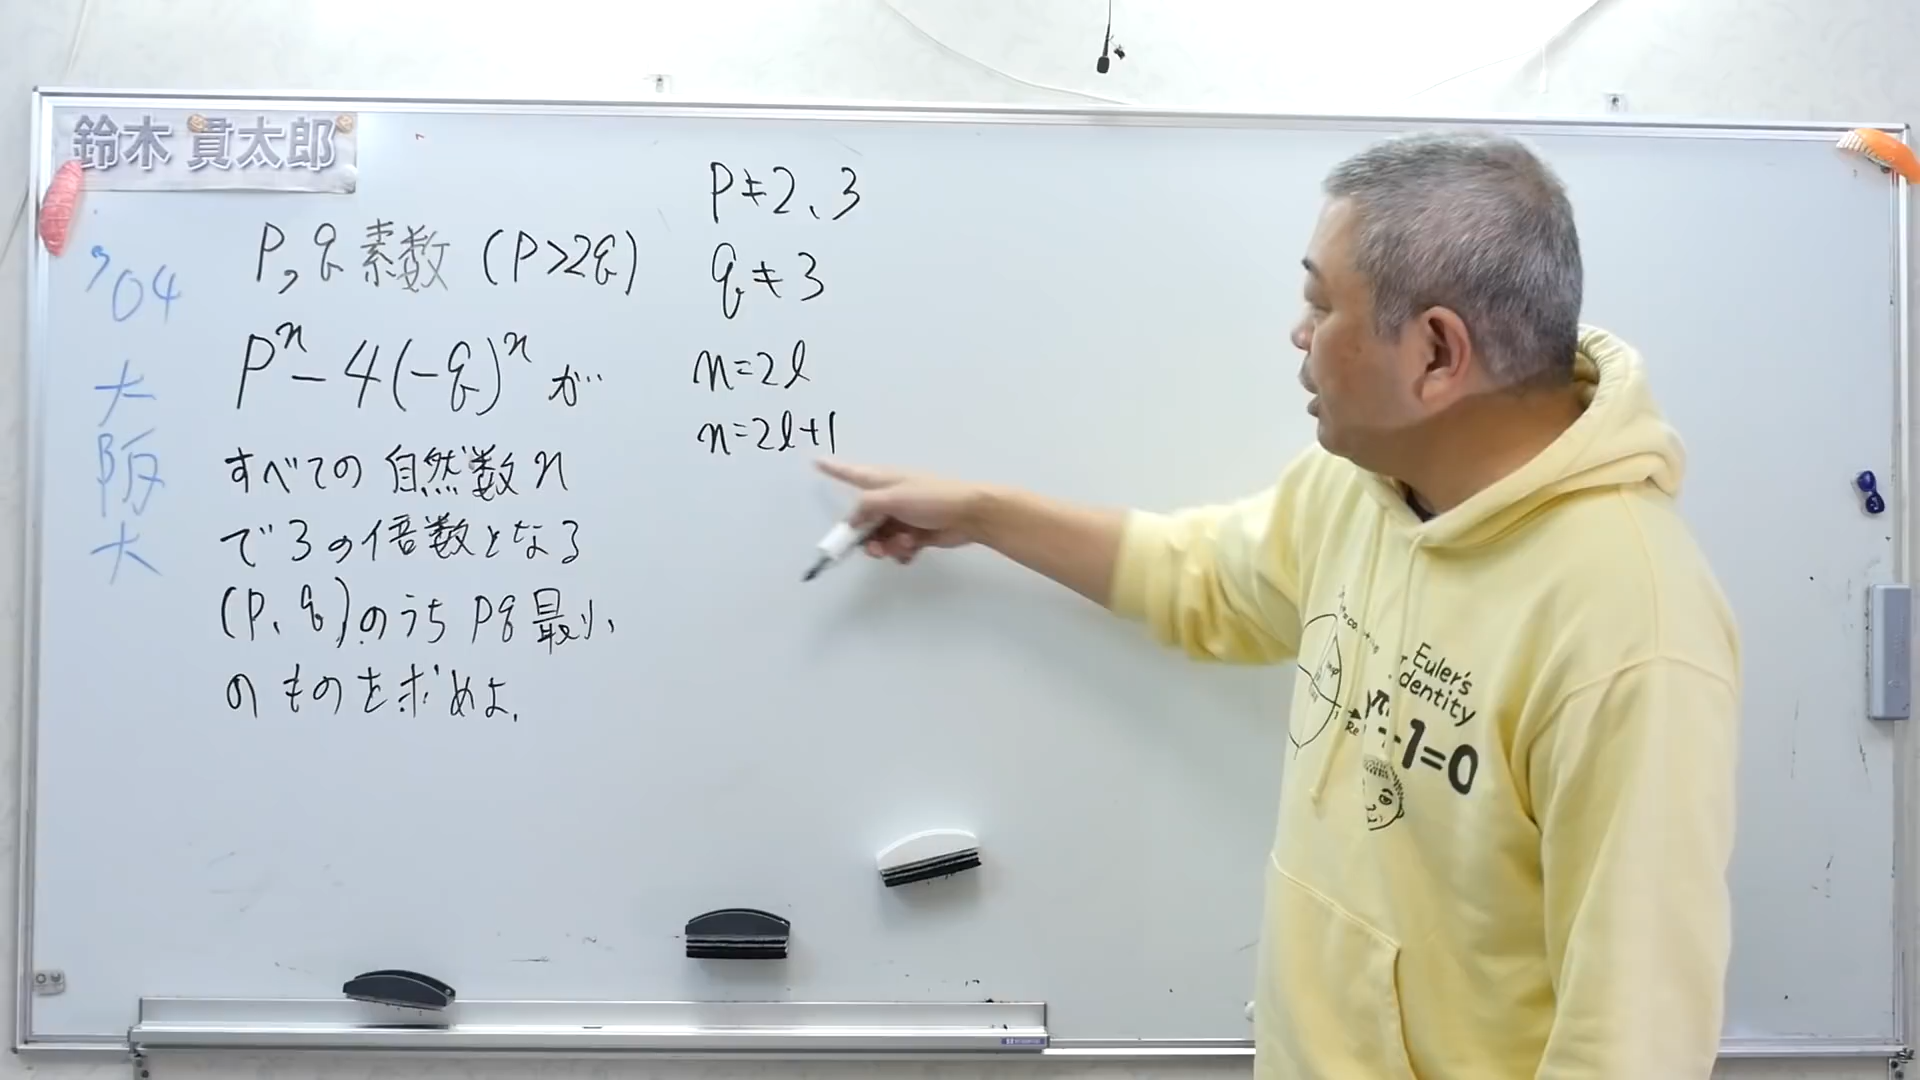 鈴木 貫太郎
'04
大
阪
大
P, q 素数 (P>2q)
Pⁿ-4(-q)ⁿ が
すべての 自然数 n
で 3の倍数となる
(P, q)のうち Pq 最小
のものを求めよ.
P≠2、3
q≠3
n=2l
n=2l+1
Euler's
-1=0